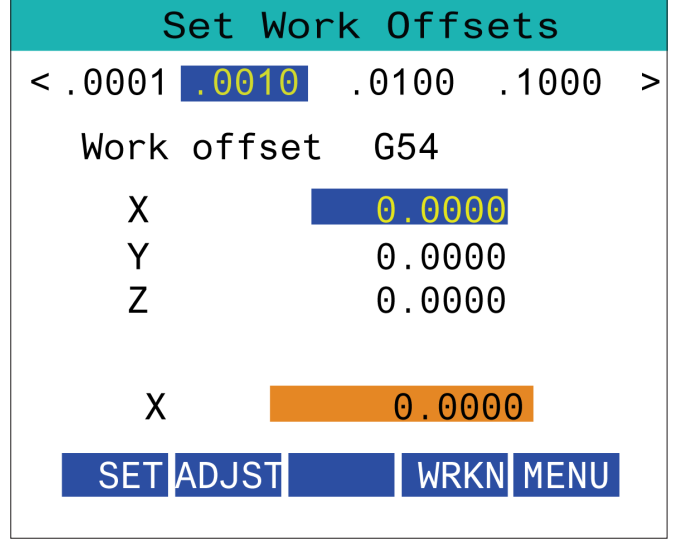 Set Work Offsets
< .0001 .0010 .0100 .1000 >
Work offset G54
X 0.0000
Y 0.0000
Z 0.0000
X 0.0000
SET ADJST WRKN MENU